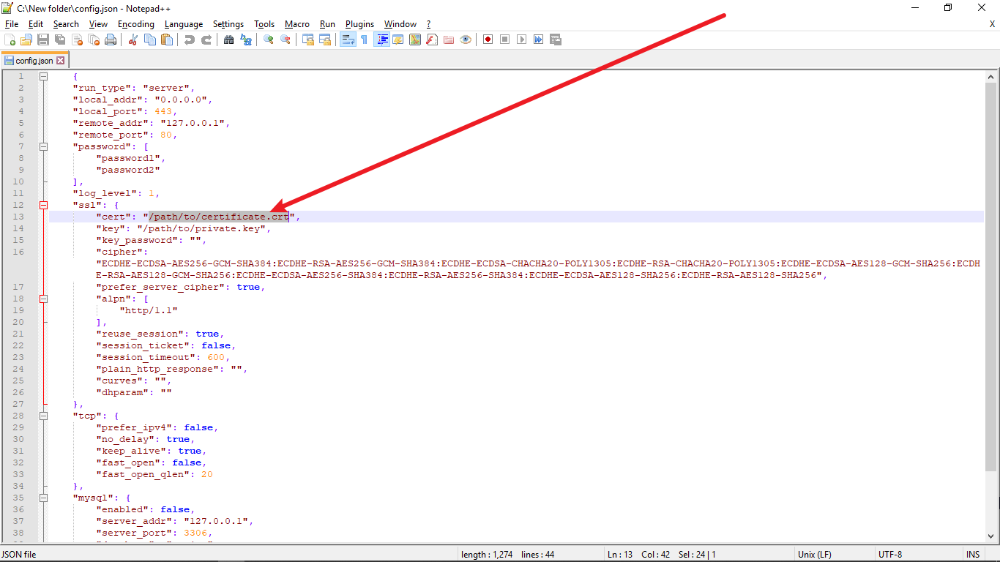 C:\New folder\config.json - Notepad++
File Edit Search View Encoding Language Settings Tools Macro Run Plugins Window ? X
config.json
1 {
2 "run_type": "server",
3 "local_addr": "0.0.0.0",
4 "local_port": 443,
5 "remote_addr": "127.0.0.1",
6 "remote_port": 80,
7 "password": [
8 "password1",
9 "password2"
10 ],
11 "log_level": 1,
12 "ssl": {
13 "cert": "/path/to/certificate.crt",
14 "key": "/path/to/private.key",
15 "key_password": "",
16 "cipher":
"ECDHE-ECDSA-AES256-GCM-SHA384:ECDHE-RSA-AES256-GCM-SHA384:ECDHE-ECDSA-CHACHA20-POLY1305:ECDHE-RSA-CHACHA20-POLY1305:ECDHE-ECDSA-AES128-GCM-SHA256:ECDH
E-RSA-AES128-GCM-SHA256:ECDHE-ECDSA-AES256-SHA384:ECDHE-RSA-AES256-SHA384:ECDHE-ECDSA-AES128-SHA256:ECDHE-RSA-AES128-SHA256",
17 "prefer_server_cipher": true,
18 "alpn": [
19 "http/1.1"
20 ],
21 "reuse_session": true,
22 "session_ticket": false,
23 "session_timeout": 600,
24 "plain_http_response": "",
25 "curves": "",
26 "dhparam": ""
27 },
28 "tcp": {
29 "prefer_ipv4": false,
30 "no_delay": true,
31 "keep_alive": true,
32 "fast_open": false,
33 "fast_open_qlen": 20
34 },
35 "mysql": {
36 "enabled": false,
37 "server_addr": "127.0.0.1",
38 "server_port": 3306,
JSON file length : 1,274 lines : 44 Ln : 13 Col : 42 Sel : 24 | 1 Unix (LF) UTF-8 INS